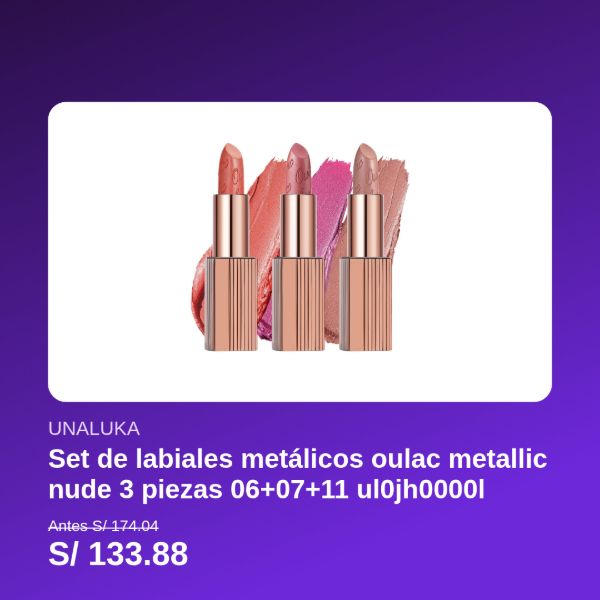 UNALUKA
Set de labiales metálicos oulac metallic
nude 3 piezas 06+07+11 ul0jh0000l
Antes S/ 174.04
S/ 133.88